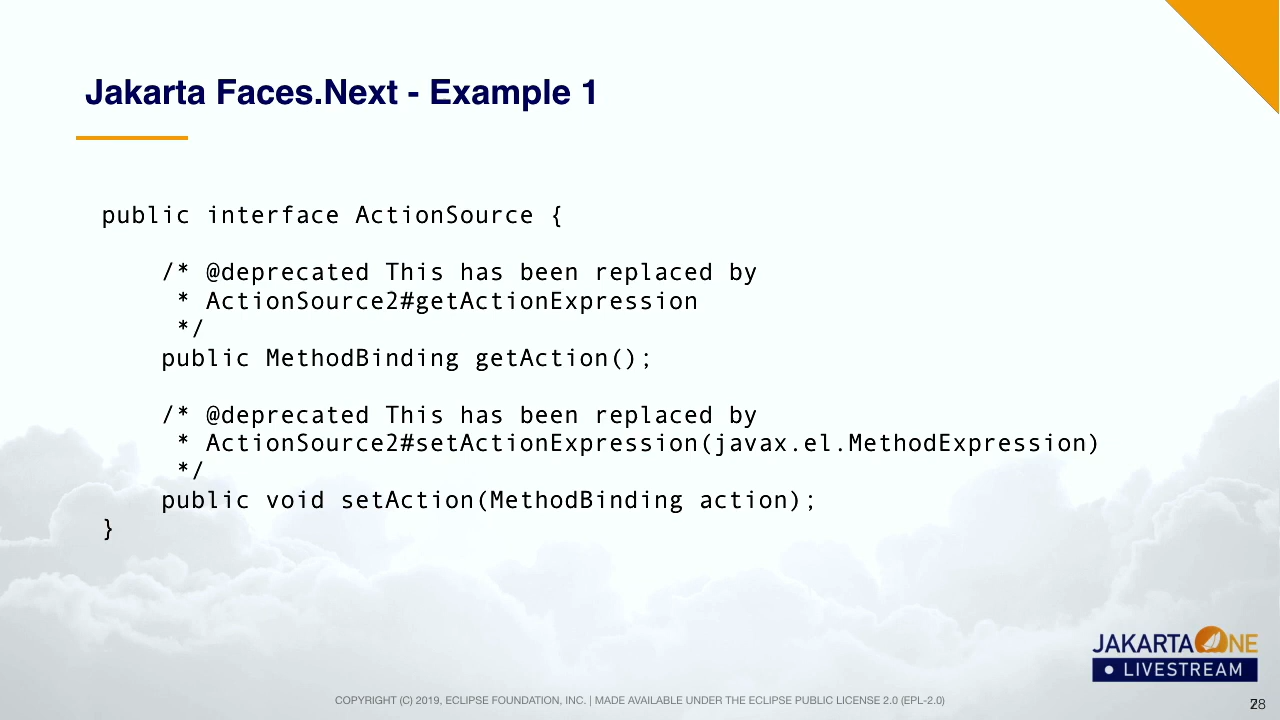 Jakarta Faces.Next - Example 1
public interface ActionSource {
/* @deprecated This has been replaced by
* ActionSource2#getActionExpression
*/
public MethodBinding getAction();
/* @deprecated This has been replaced by
* ActionSource2#setActionExpression(javax.el.MethodExpression)
*/
public void setAction(MethodBinding action);
}
JAKARTA ONE
LIVESTREAM
COPYRIGHT (C) 2019, ECLIPSE FOUNDATION, INC. | MADE AVAILABLE UNDER THE ECLIPSE PUBLIC LICENSE 2.0 (EPL-2.0)